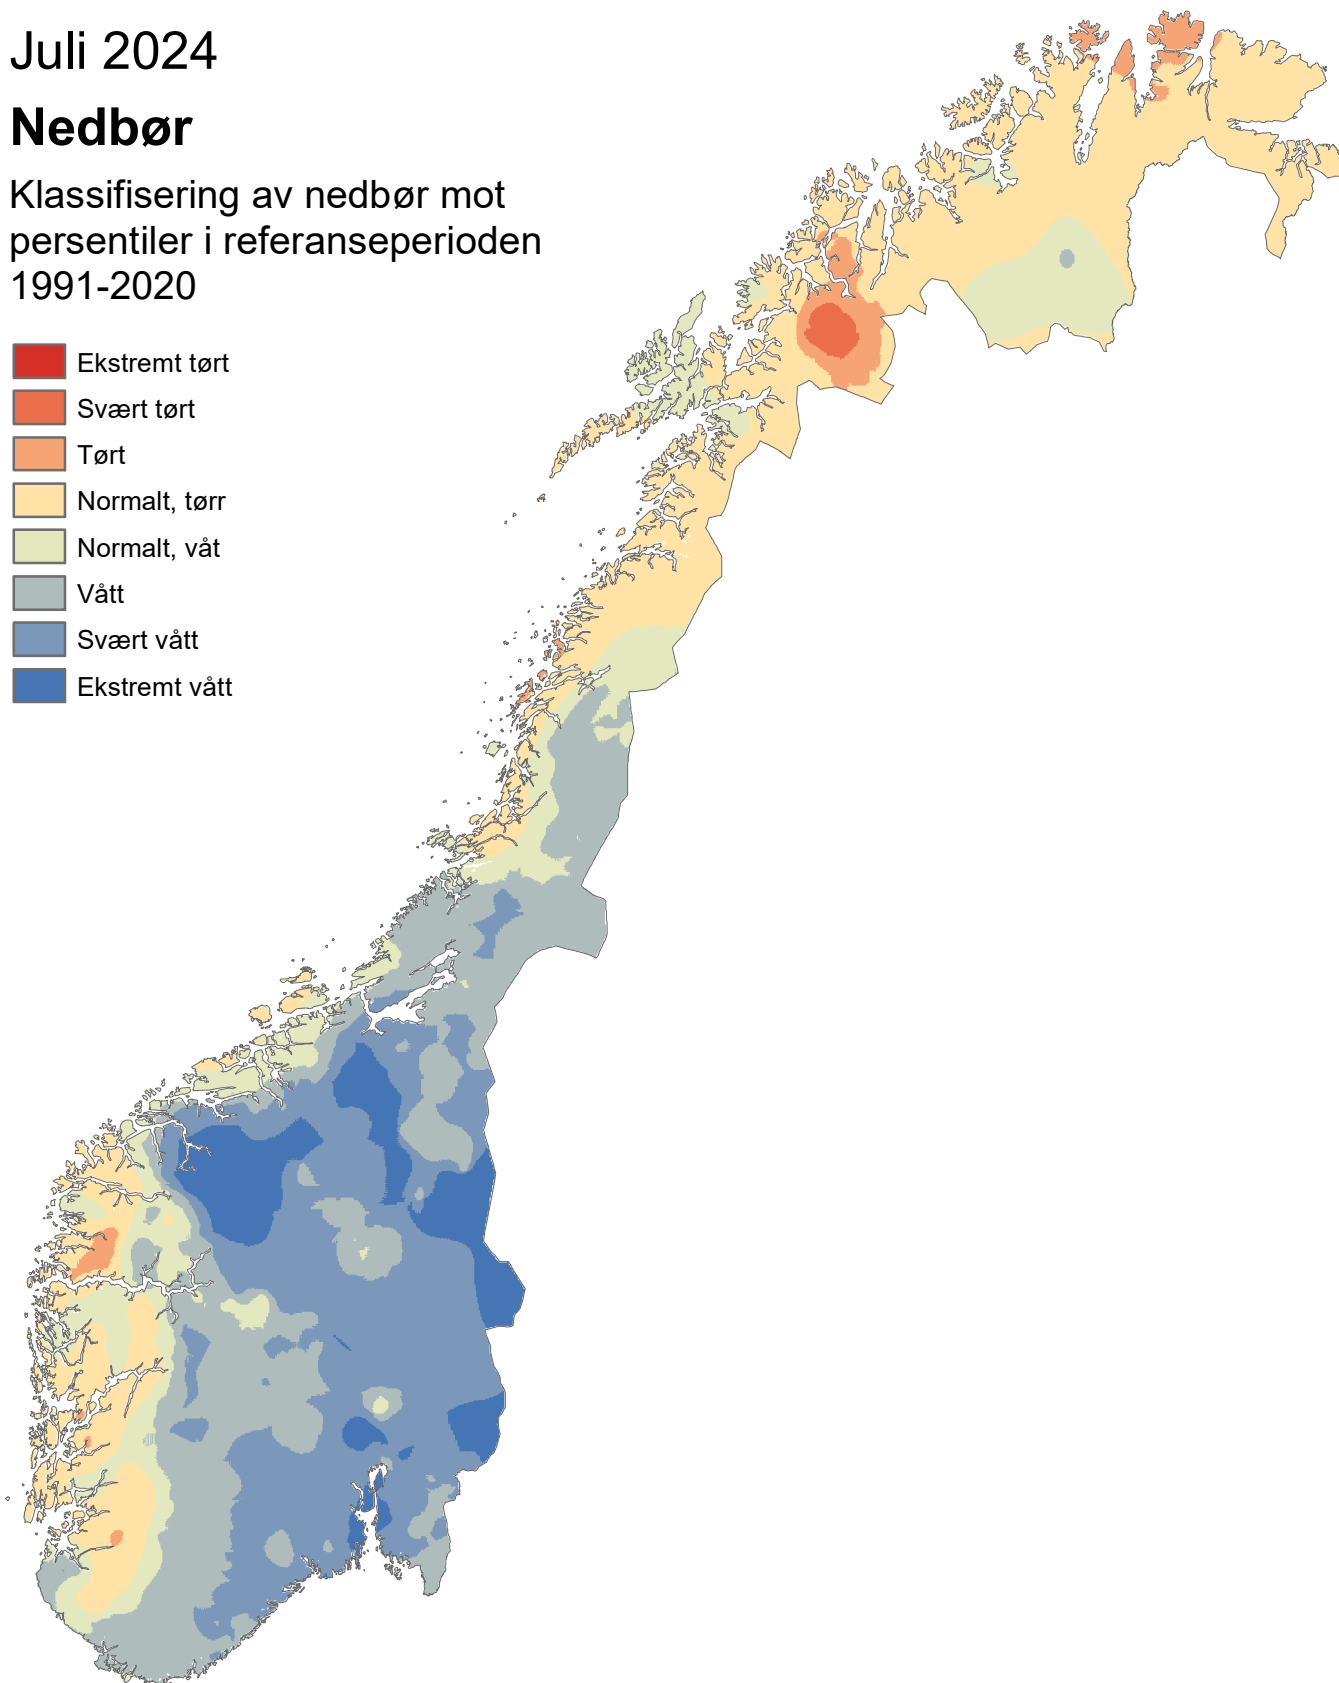 Juli 2024
Nedbør
Klassifisering av nedbør mot
persentiler i referanseperioden
1991-2020
Ekstremt tørt
Svært tørt
Tørt
Normalt, tørr
Normalt, våt
Vått
Svært vått
Ekstremt vått